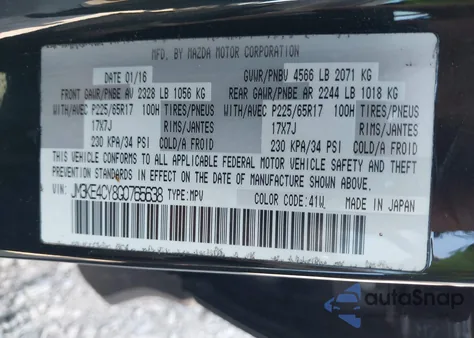 MFD. BY MAZDA MOTOR CORPORATION
DATE 01/16 GVWR/PNBV 4566 LB 2071 KG
FRONT GAWR/PNBE AV 2328 LB 1056 KG REAR GAWR/PNBE AR 2244 LB 1018 KG
WITH/AVEC P225/65R17 100H TIRES/PNEUS WITH/AVEC P225/65R17 100H TIRES/PNEUS
17X7J RIMS/JANTES 17X7J RIMS/JANTES
230 KPA/34 PSI COLD/A FROID 230 KPA/34 PSI COLD/A FROID
THIS VEHICLE CONFORMS TO ALL APPLICABLE FEDERAL MOTOR VEHICLE SAFETY AND THEFT
PREVENTION STANDARDS IN EFFECT ON THE DATE OF MANUFACTURE SHOWN ABOVE.
VIN: JM3KE4CY8G0765638 TYPE: MPV COLOR CODE: 41W MADE IN JAPAN
autoSnap